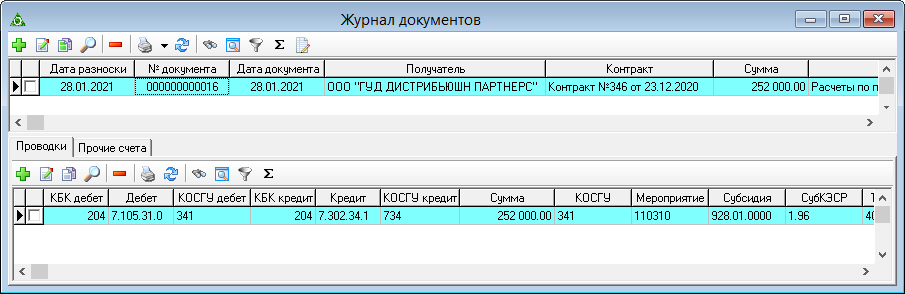 Журнал документов
Дата разноски № документа Дата документа Получатель Контракт Сумма
28.01.2021 000000000016 28.01.2021 ООО "ГУД ДИСТРИБЬЮШН ПАРТНЕРС" Контракт №346 от 23.12.2020 252 000.00 Расчеты по п
Проводки Прочие счета
КБК дебет Дебет КОСГУ дебет КБК кредит Кредит КОСГУ кредит Сумма КОСГУ Мероприятие Субсидия СубКЭСР Т
204 7.105.31.0 341 204 7.302.34.1 734 252 000.00 341 110310 928.01.0000 1.96 40